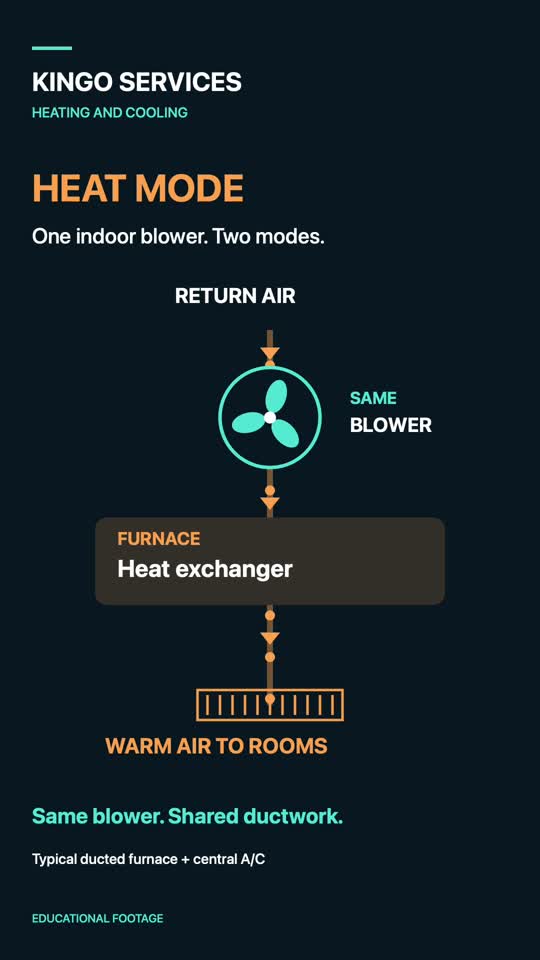 KINGO SERVICES
HEATING AND COOLING
HEAT MODE
One indoor blower. Two modes.
RETURN AIR
SAME
BLOWER
FURNACE
Heat exchanger
WARM AIR TO ROOMS
Same blower. Shared ductwork.
Typical ducted furnace + central A/C
EDUCATIONAL FOOTAGE